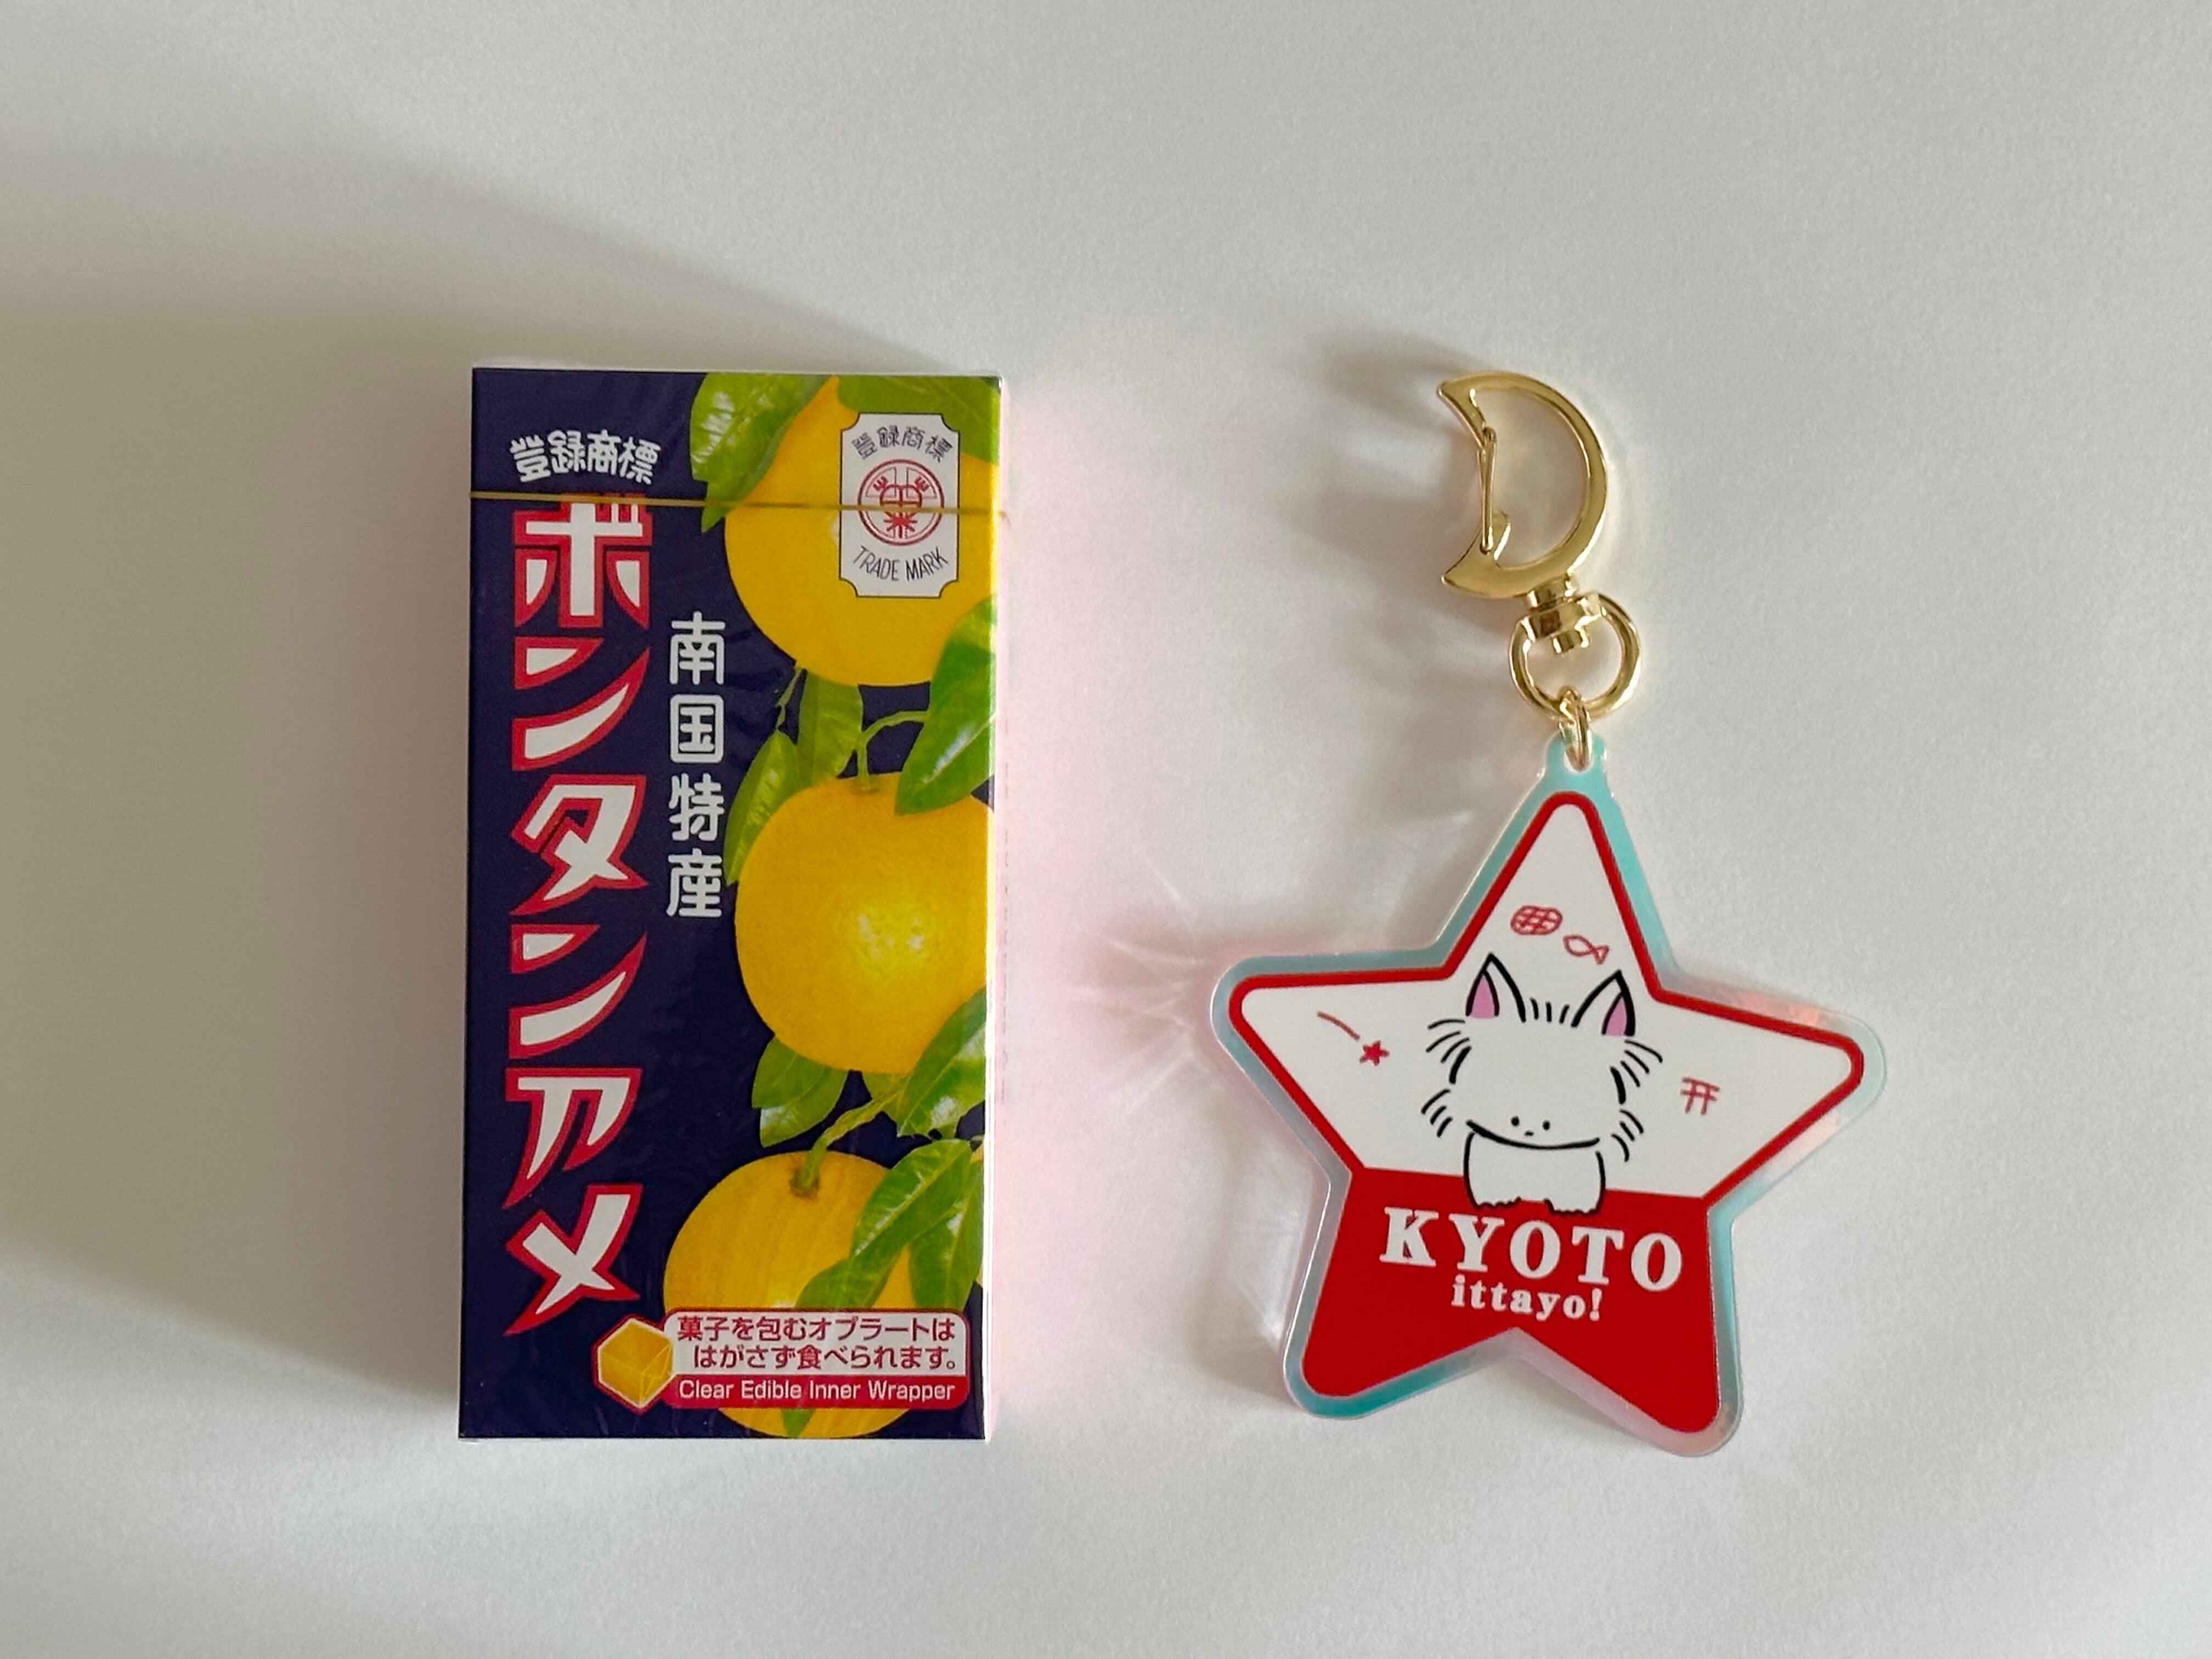 登録商標
ボンタンアメ
南国特産
登録商標
TRADE MARK
菓子を包むオブラートは
はがさず食べられます。
Clear Edible Inner Wrapper
KYOTO
ittayo!